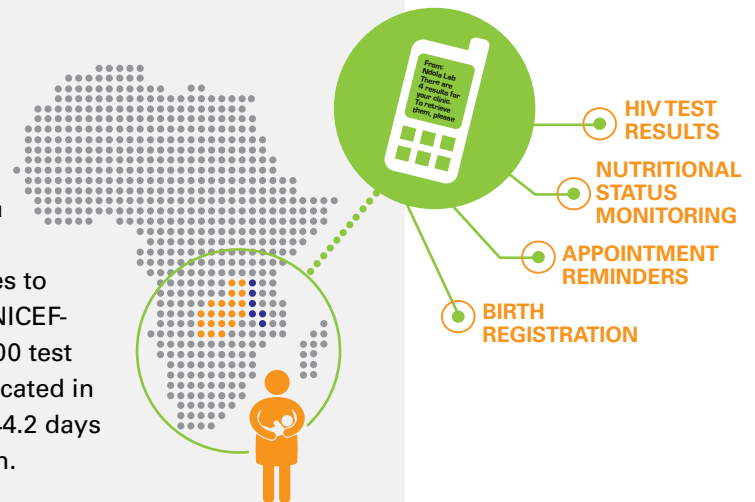 From:
Ndola Lab
There are
4 results for
your clinic.
To retrieve
them, please
HIV TEST
RESULTS
NUTRITIONAL
STATUS
MONITORING
APPOINTMENT
REMINDERS
BIRTH
REGISTRATION
es to
NICEF-
00 test
cated in
4.2 days
n.